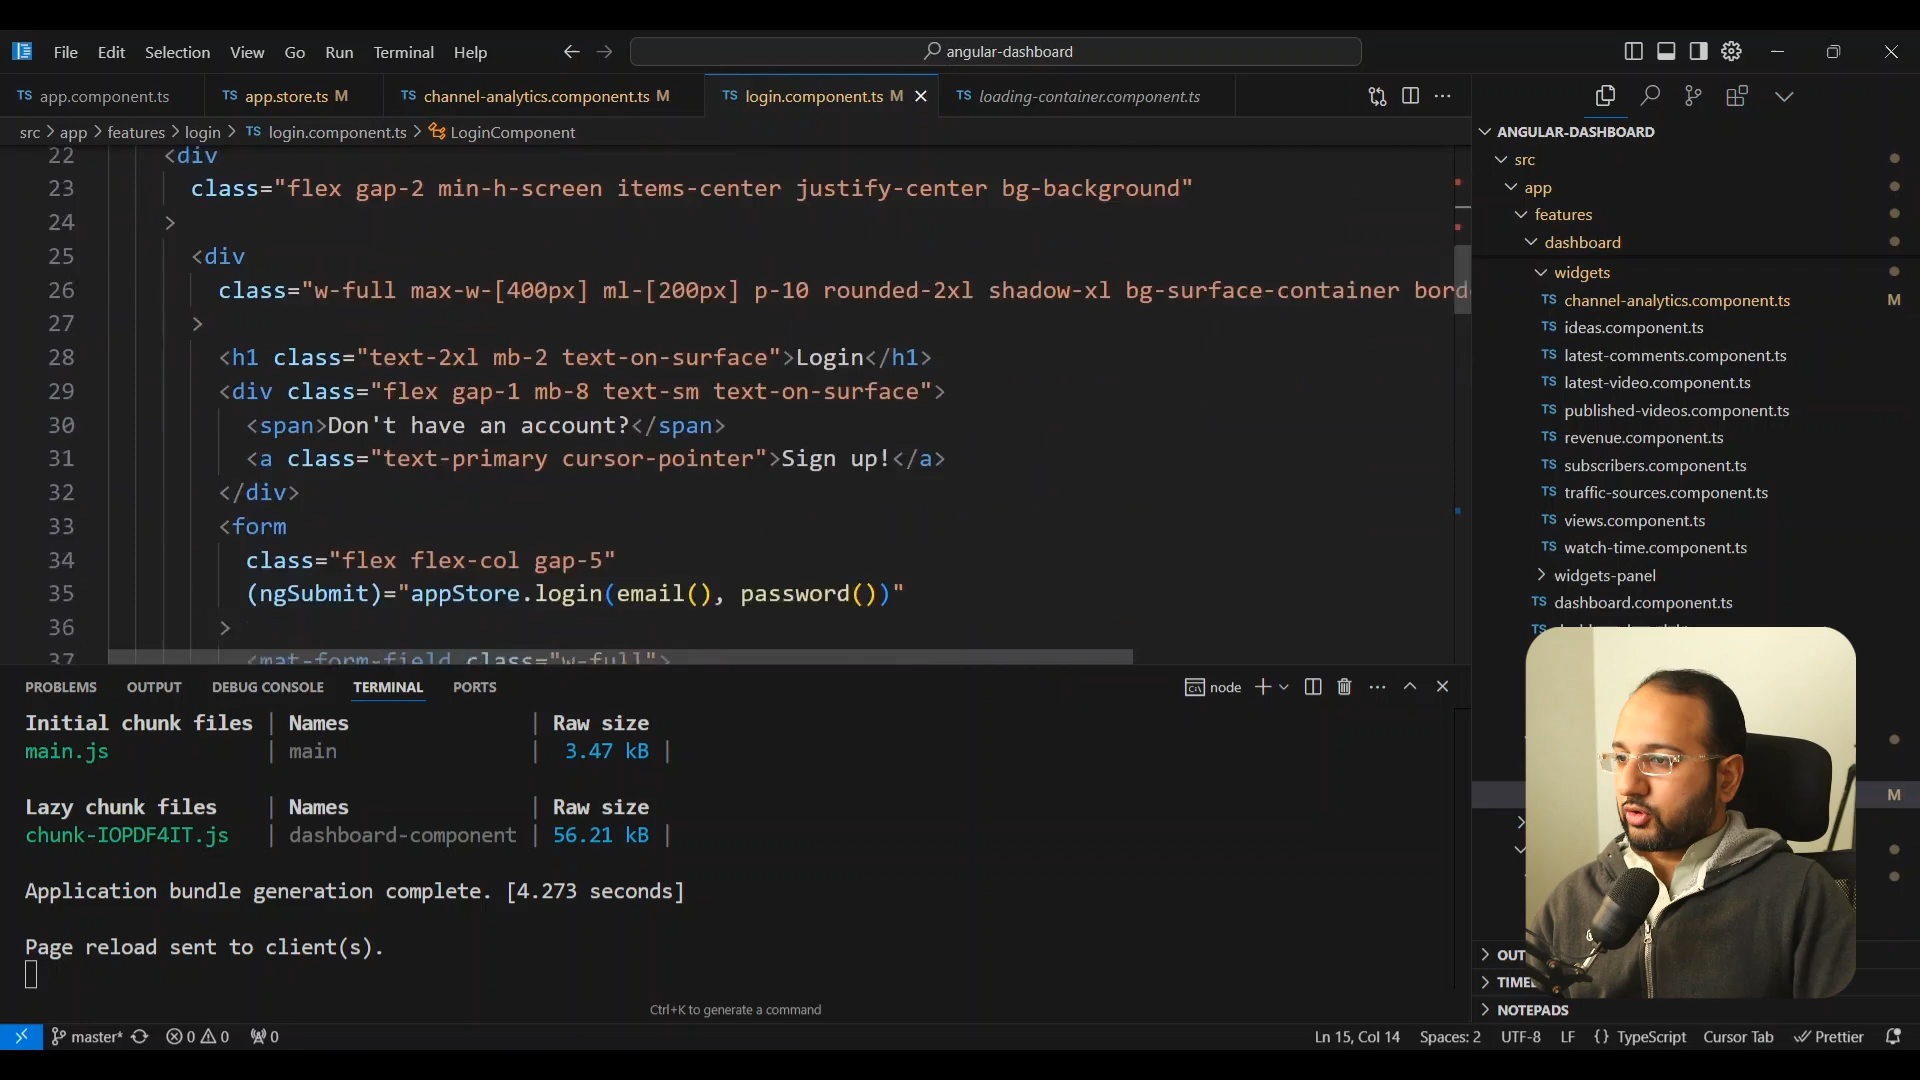 File Edit Selection View Go Run Terminal Help
angular-dashboard
TS app.component.ts
TS app.store.ts M
TS channel-analytics.component.ts M
TS login.component.ts M
TS loading-container.component.ts
src > app > features > login > TS login.component.ts > LoginComponent
22 <div
23 class="flex gap-2 min-h-screen items-center justify-center bg-background"
24 >
25 <div
26 class="w-full max-w-[400px] ml-[200px] p-10 rounded-2xl shadow-xl bg-surface-container bord
27 >
28 <h1 class="text-2xl mb-2 text-on-surface">Login</h1>
29 <div class="flex gap-1 mb-8 text-sm text-on-surface">
30 <span>Don't have an account?</span>
31 <a class="text-primary cursor-pointer">Sign up!</a>
32 </div>
33 <form
34 class="flex flex-col gap-5"
35 (ngSubmit)="appStore.login(email(), password())"
36 >
37 <mat-form-field class="w-full">
PROBLEMS OUTPUT DEBUG CONSOLE TERMINAL PORTS
node
Initial chunk files | Names | Raw size
main.js | main | 3.47 kB |
Lazy chunk files | Names | Raw size
chunk-IOPDF4IT.js | dashboard-component | 56.21 kB |
Application bundle generation complete. [4.273 seconds]
Page reload sent to client(s).
Ctrl+K to generate a command
ANGULAR-DASHBOARD
src
app
features
dashboard
widgets
TS channel-analytics.component.ts M
TS ideas.component.ts
TS latest-comments.component.ts
TS latest-video.component.ts
TS published-videos.component.ts
TS revenue.component.ts
TS subscribers.component.ts
TS traffic-sources.component.ts
TS views.component.ts
TS watch-time.component.ts
widgets-panel
TS dashboard.component.ts
TS
M
OUT
TIME
NOTEPADS
master* 0 0 0
Ln 15, Col 14 Spaces: 2 UTF-8 LF {} TypeScript Cursor Tab Prettier